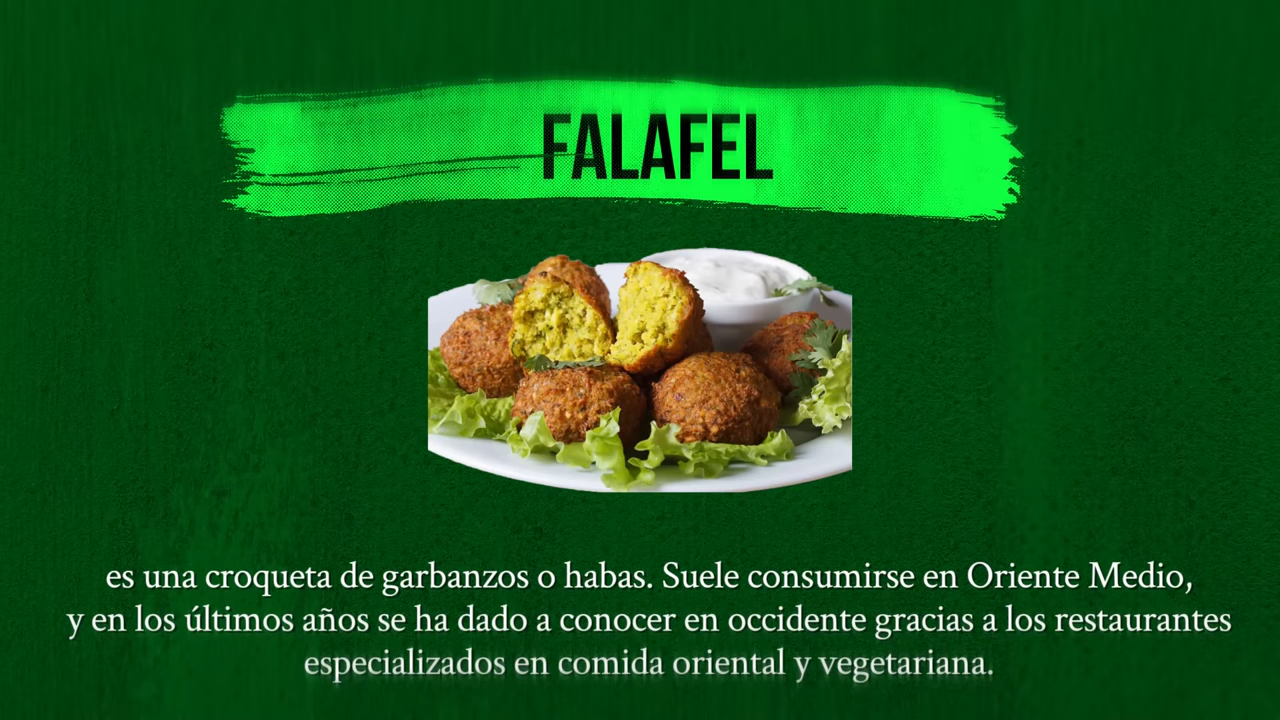 FALAFEL
es una croqueta de garbanzos o habas. Suele consumirse en Oriente Medio,
y en los últimos años se ha dado a conocer en occidente gracias a los restaurantes
especializados en comida oriental y vegetariana.